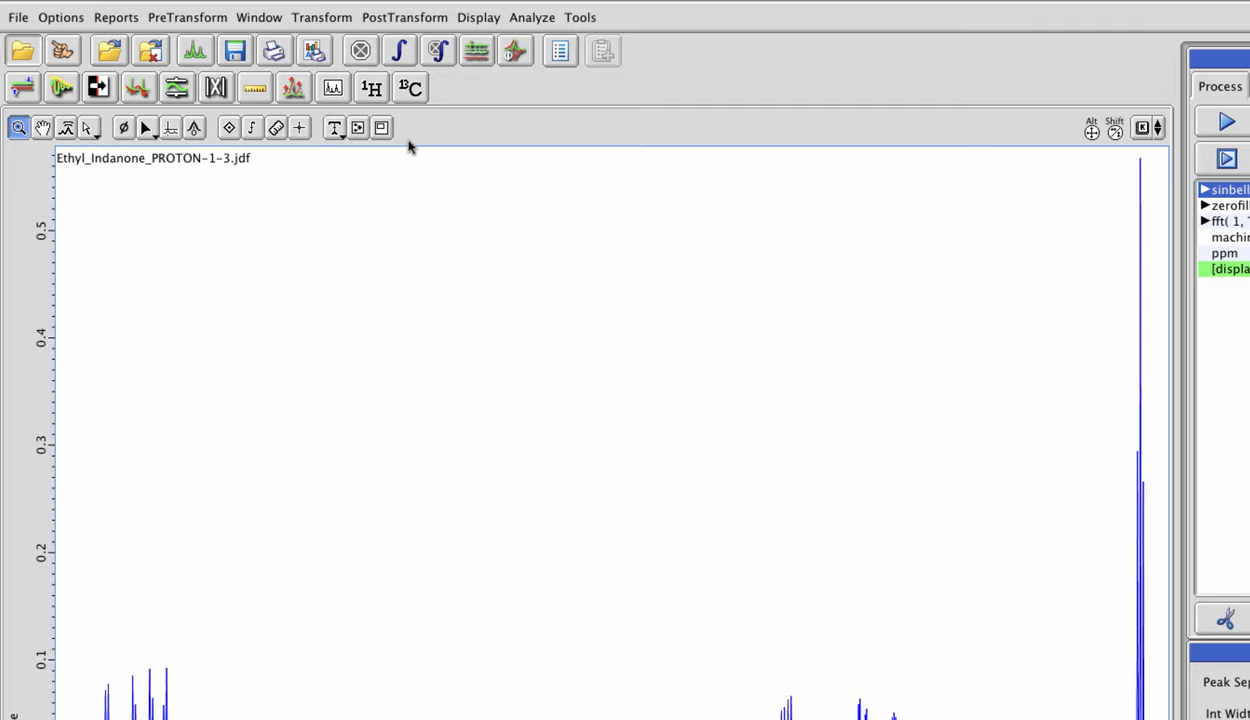 File Options Reports PreTransform Window Transform PostTransform Display Analyze Tools
|X| ¹H ¹³C
T Alt Shift K
Ethyl_Indanone_PROTON-1-3.jdf
0.5
0.4
0.3
0.2
0.1
Process
sinbell
zerofil
fft( 1,
machin
ppm
[displa
Peak Sep
Int Widt